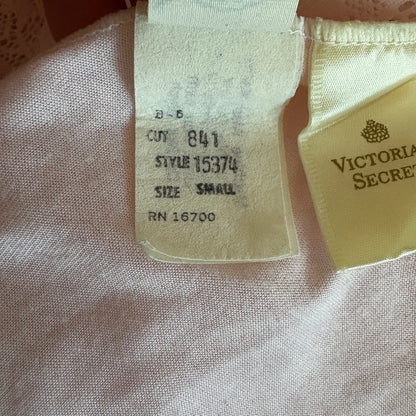 CUT 841
STYLE 15374
SIZE SMALL
RN 16700
VICTORIA
SECRET